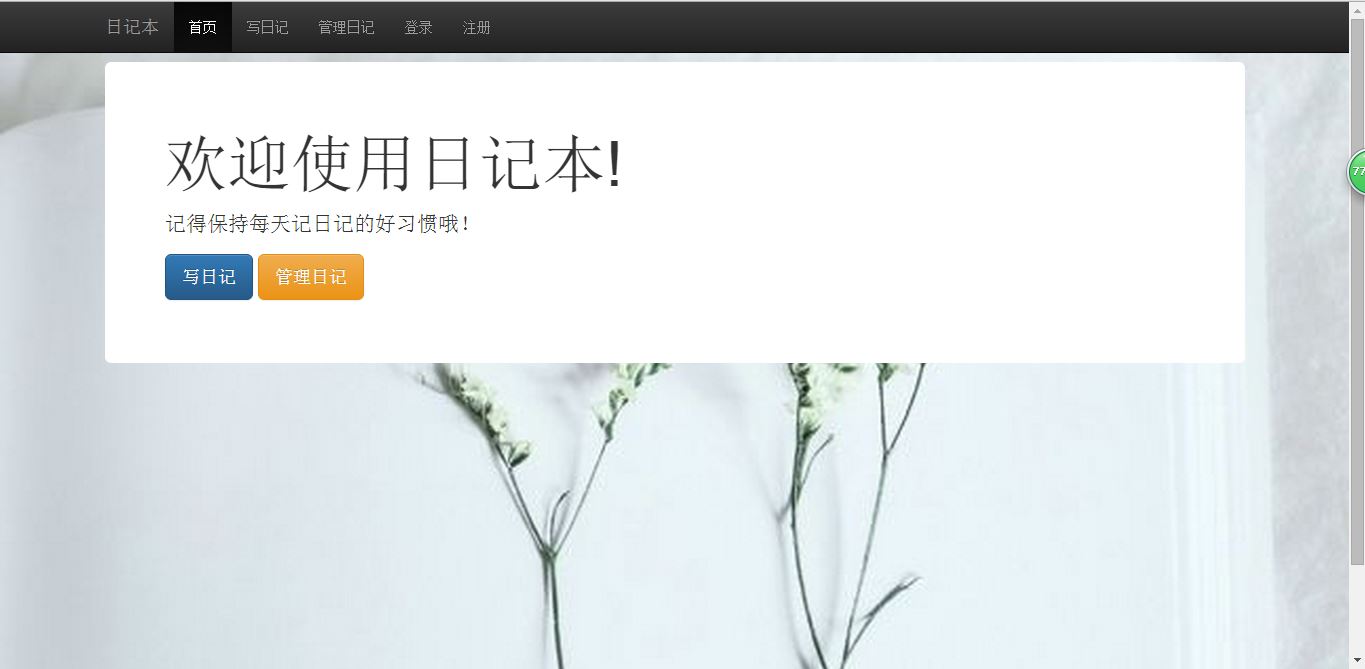 日记本 首页 写日记 管理日记 登录 注册
欢迎使用日记本!
记得保持每天记日记的好习惯哦！
写日记 管理日记
77